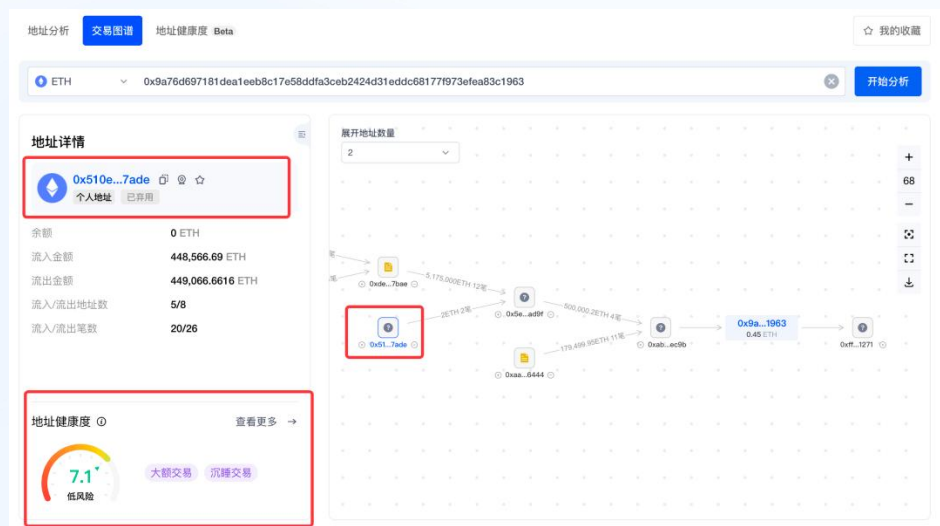 地址分析 交易图谱 地址健康度 Beta 我的收藏
ETH 0x9a76d697181dea1eeb8c17e58ddfa3ceb2424d31eddc68177f973efea83c1963 开始分析
地址详情
0x510e...7ade
个人地址 已弃用
余额 0 ETH
流入金额 448,566.69 ETH
流出金额 449,066.6616 ETH
流入/流出地址数 5/8
流入/流出笔数 20/26
地址健康度 查看更多 →
7.1
低风险
大额交易 沉睡交易
展开地址数量
2
+
68
−
笔
笔
0xde...7bae
5,175,000ETH 12笔
0x51...7ade
2ETH 2笔
0x5e...ad9f
500,000.2ETH 4笔
0xaa...6444
179,499.95ETH 11笔
0xab...ec9b
0x9a...1963
0.45 ETH
0xff...1271